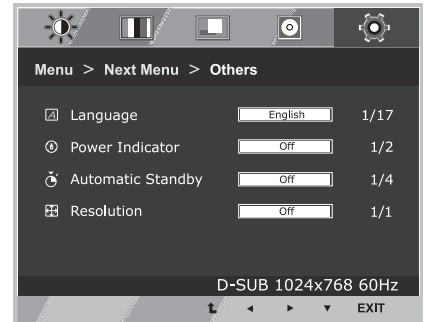 Menu > Next Menu > Others
Language English 1/17
Power Indicator Off 1/2
Automatic Standby Off 1/4
Resolution Off 1/1
D-SUB 1024x768 60Hz
EXIT